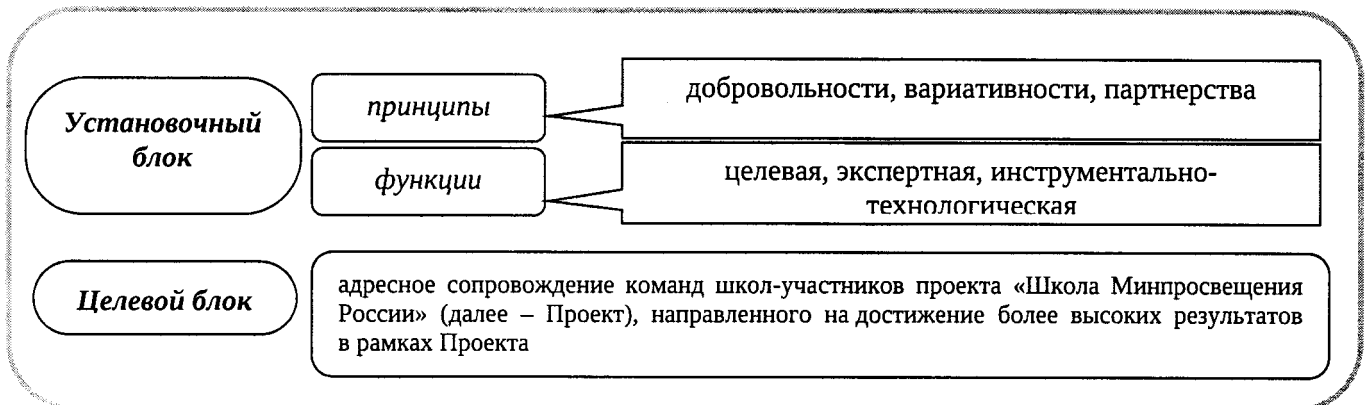 Установочный
блок
принципы
добровольности, вариативности, партнерства
функции
целевая, экспертная, инструментально-
технологическая
Целевой блок
адресное сопровождение команд школ-участников проекта «Школа Минпросвещения
России» (далее – Проект), направленного на достижение более высоких результатов
в рамках Проекта